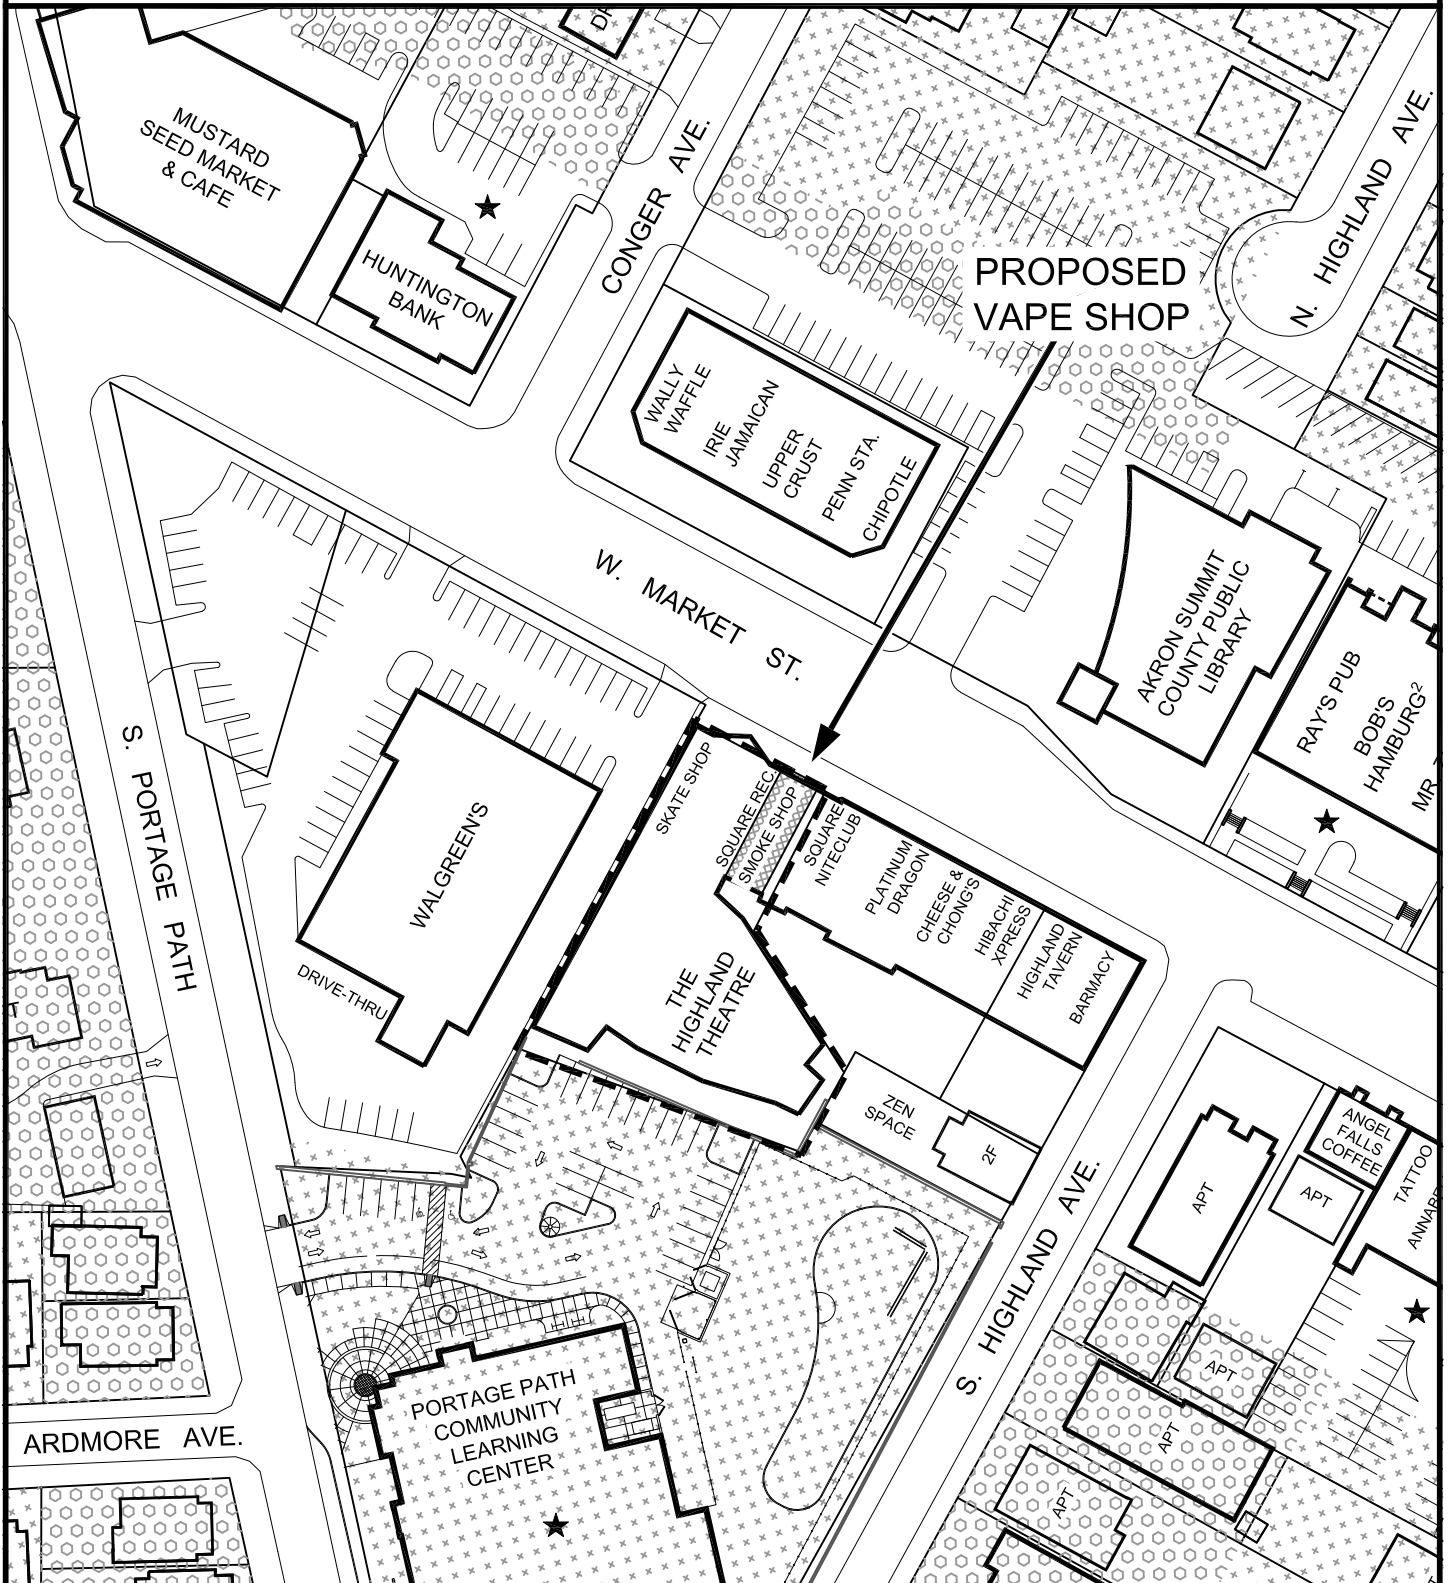 DR
MUSTARD
SEED MARKET
& CAFE
HUNTINGTON
BANK
CONGER AVE.
N. HIGHLAND AVE.
PROPOSED
VAPE SHOP
WALLY
WAFFLE
IRIE
JAMAICAN
UPPER
CRUST
PENN STA.
CHIPOTLE
W. MARKET ST.
AKRON SUMMIT
COUNTY PUBLIC
LIBRARY
RAY'S PUB
BOB'S
HAMBURG²
MR
S. PORTAGE PATH
WALGREEN'S
DRIVE-THRU
SKATE SHOP
SQUARE REC.
SMOKE SHOP
SQUARE
NITECLUB
PLATINUM
DRAGON
CHEESE &
CHONG'S
HIBACHI
XPRESS
HIGHLAND
TAVERN
BARMACY
THE
HIGHLAND
THEATRE
ZEN
SPACE
2F
ANGEL
FALLS
COFFEE
TATTOO
ANNABE
APT
APT
S. HIGHLAND AVE.
APT
APT
APT
PORTAGE PATH
COMMUNITY
LEARNING
CENTER
ARDMORE AVE.